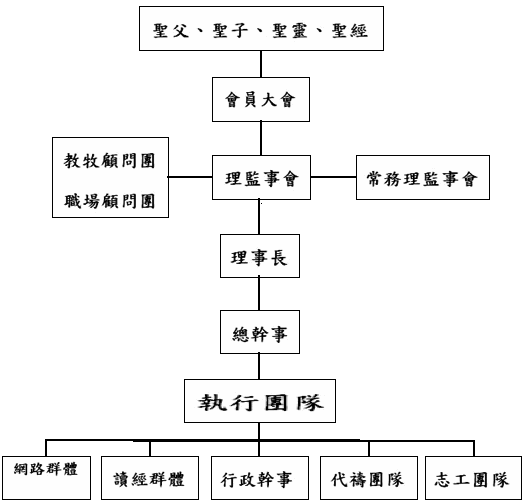 聖父、聖子、聖靈、聖經
會員大會
教牧顧問團
職場顧問團
理監事會
常務理監事會
理事長
總幹事
執行團隊
網路群體
讀經群體
行政幹事
代禱團隊
志工團隊